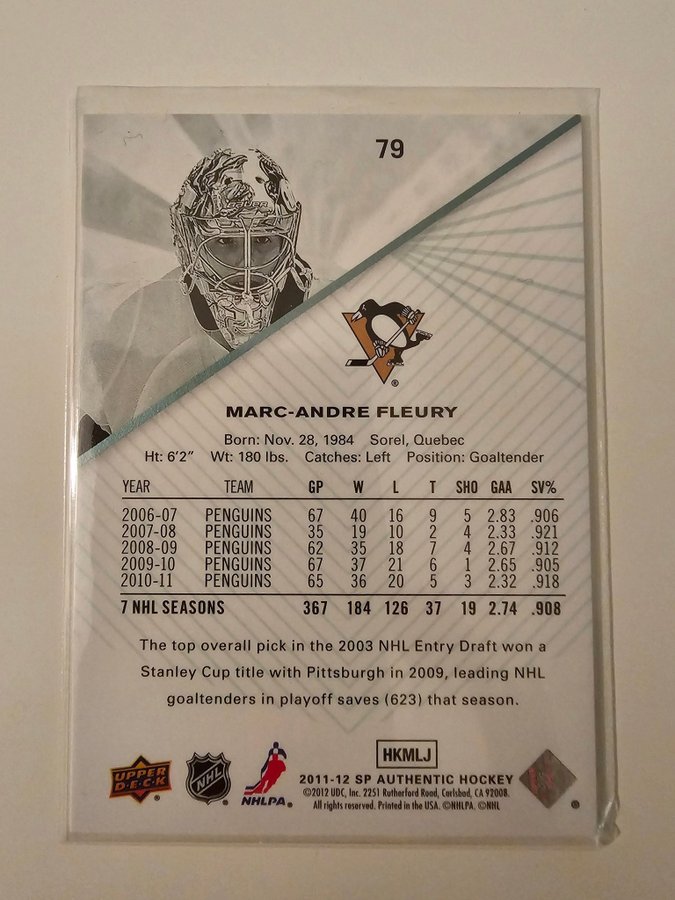 79
MARC-ANDRE FLEURY
Born: Nov. 28, 1984 Sorel, Quebec
Ht: 6'2" Wt: 180 lbs. Catches: Left Position: Goaltender
YEAR TEAM GP W L T SHO GAA SV%
2006-07 PENGUINS 67 40 16 9 5 2.83 .906
2007-08 PENGUINS 35 19 10 2 4 2.33 .921
2008-09 PENGUINS 62 35 18 7 4 2.67 .912
2009-10 PENGUINS 67 37 21 6 1 2.65 .905
2010-11 PENGUINS 65 36 20 5 3 2.32 .918
7 NHL SEASONS 367 184 126 37 19 2.74 .908
The top overall pick in the 2003 NHL Entry Draft won a
Stanley Cup title with Pittsburgh in 2009, leading NHL
goaltenders in playoff saves (623) that season.
HKMLJ
UPPER DECK
NHL
NHLPA
2011-12 SP AUTHENTIC HOCKEY
©2012 UDC, Inc. 2251 Rutherford Road, Carlsbad, CA 92008.
All rights reserved. Printed in the USA. ©NHLPA. ©NHL